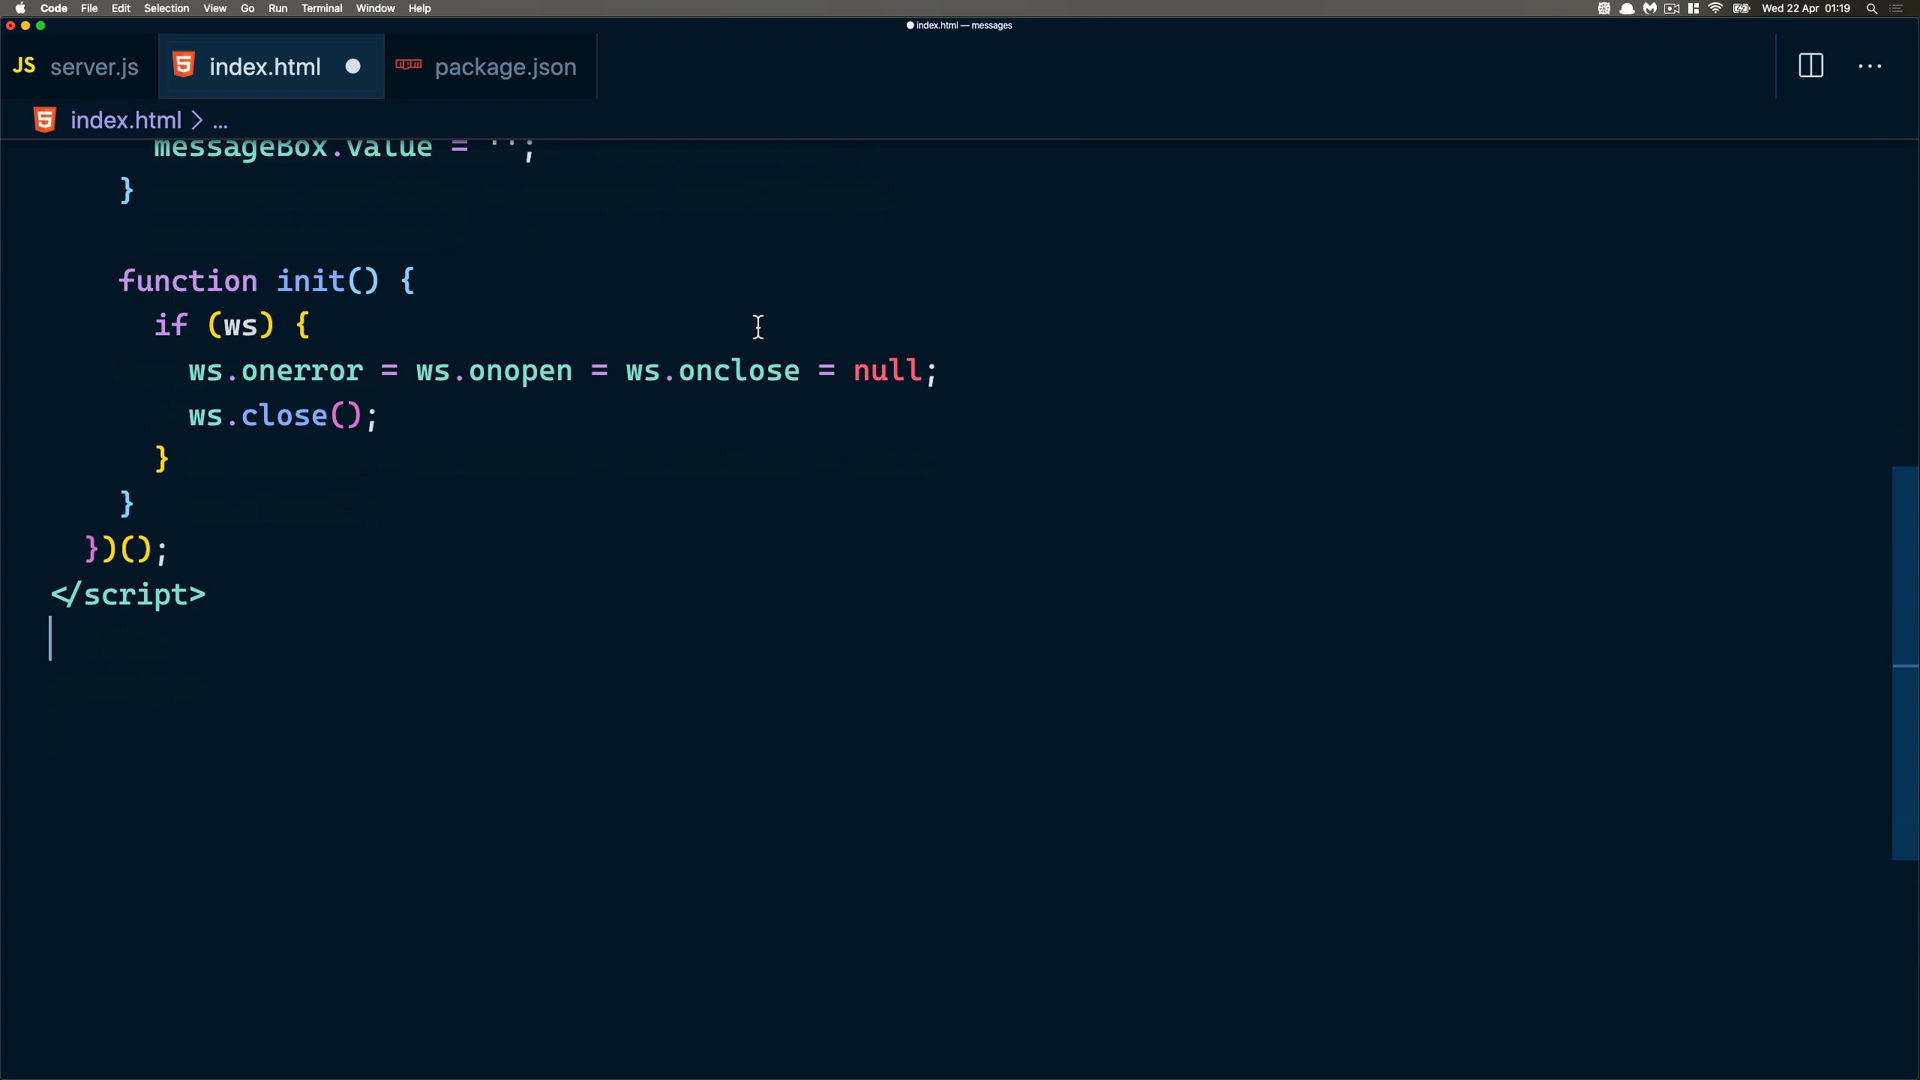 Code File Edit Selection View Go Run Terminal Window Help Wed 22 Apr 01:19
index.html — messages
JS server.js index.html package.json
index.html > ...
messageBox.value = '';
}
function init() {
if (ws) {
ws.onerror = ws.onopen = ws.onclose = null;
ws.close();
}
}
})();
</script>